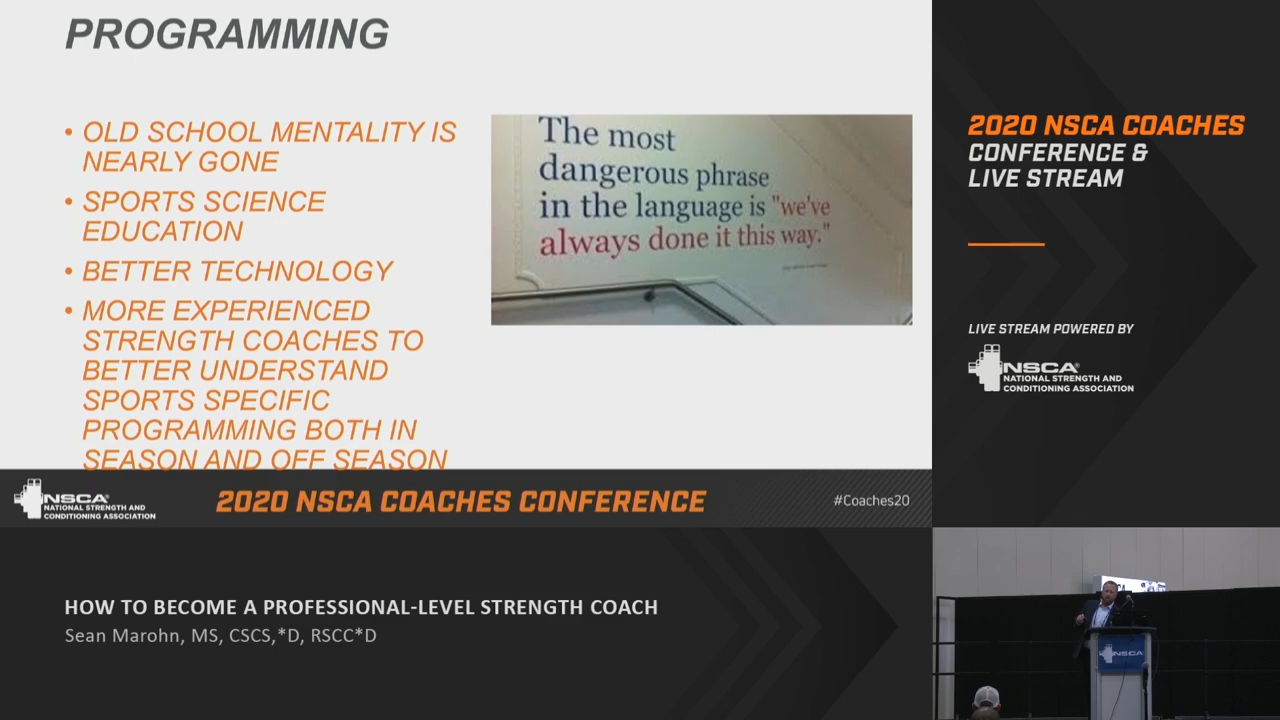 PROGRAMMING
• OLD SCHOOL MENTALITY IS
NEARLY GONE
• SPORTS SCIENCE
EDUCATION
• BETTER TECHNOLOGY
• MORE EXPERIENCED
STRENGTH COACHES TO
BETTER UNDERSTAND
SPORTS SPECIFIC
PROGRAMMING BOTH IN
SEASON AND OFF SEASON
The most
dangerous phrase
in the language is "we've
always done it this way."
NSCA®
NATIONAL STRENGTH AND
CONDITIONING ASSOCIATION
2020 NSCA COACHES CONFERENCE
#Coaches20
HOW TO BECOME A PROFESSIONAL-LEVEL STRENGTH COACH
Sean Marohn, MS, CSCS,*D, RSCC*D
2020 NSCA COACHES
CONFERENCE &
LIVE STREAM
LIVE STREAM POWERED BY
NSCA®
NATIONAL STRENGTH AND
CONDITIONING ASSOCIATION
NSCA